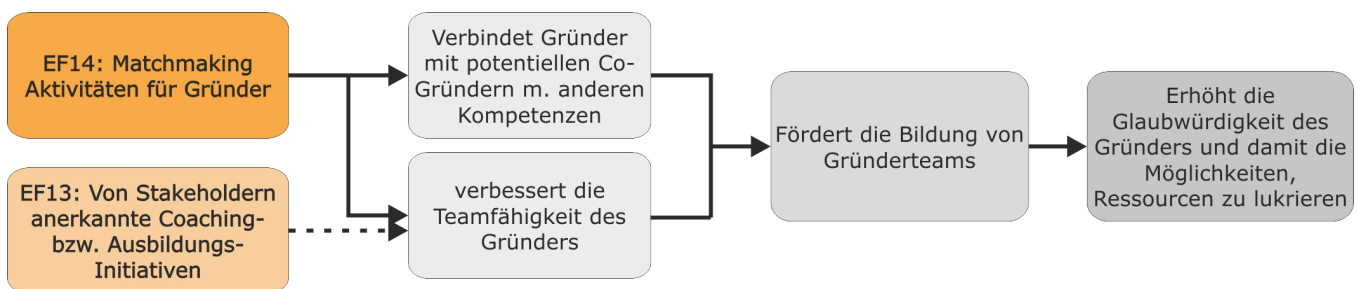 EF14: Matchmaking
Aktivitäten für Gründer
EF13: Von Stakeholdern
anerkannte Coaching-
bzw. Ausbildungs-
Initiativen
Verbindet Gründer
mit potentiellen Co-
Gründern m. anderen
Kompetenzen
verbessert die
Teamfähigkeit des
Gründers
Fördert die Bildung von
Gründerteams
Erhöht die
Glaubwürdigkeit des
Gründers und damit die
Möglichkeiten,
Ressourcen zu lukrieren